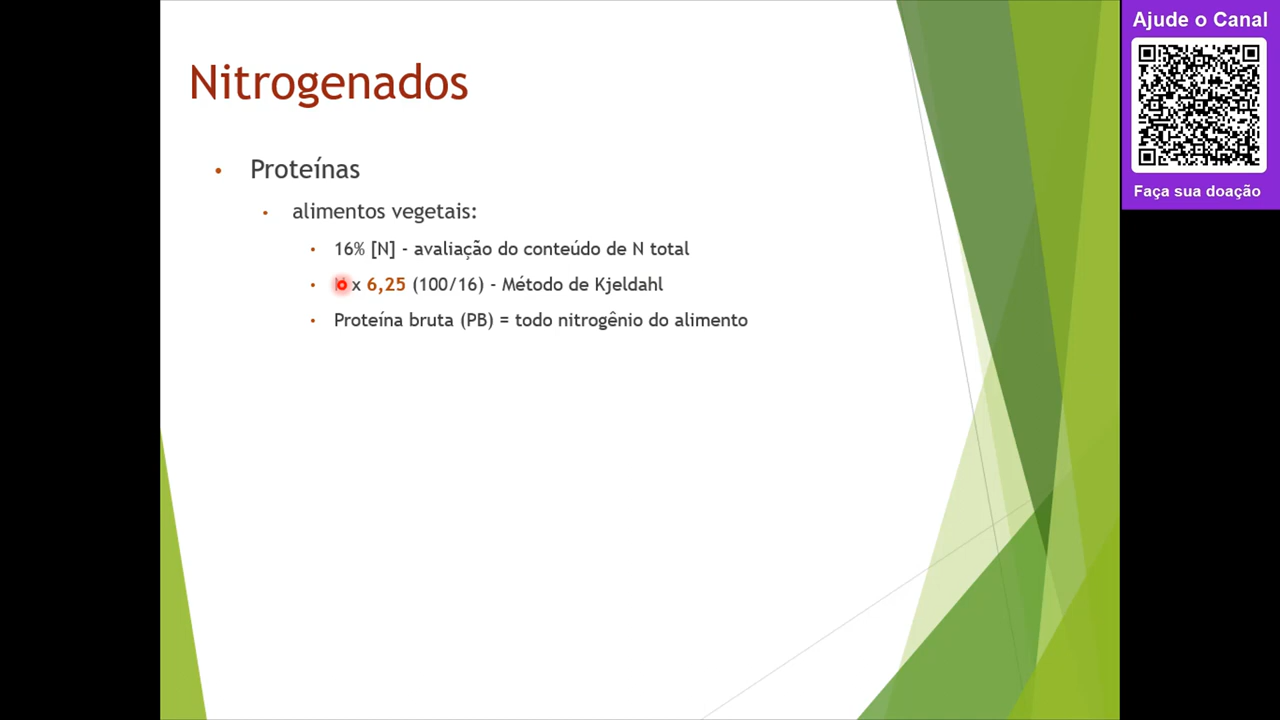 Nitrogenados
• Proteínas
• alimentos vegetais:
• 16% [N] - avaliação do conteúdo de N total
• x 6,25 (100/16) - Método de Kjeldahl
• Proteína bruta (PB) = todo nitrogênio do alimento
Ajude o Canal
Faça sua doação